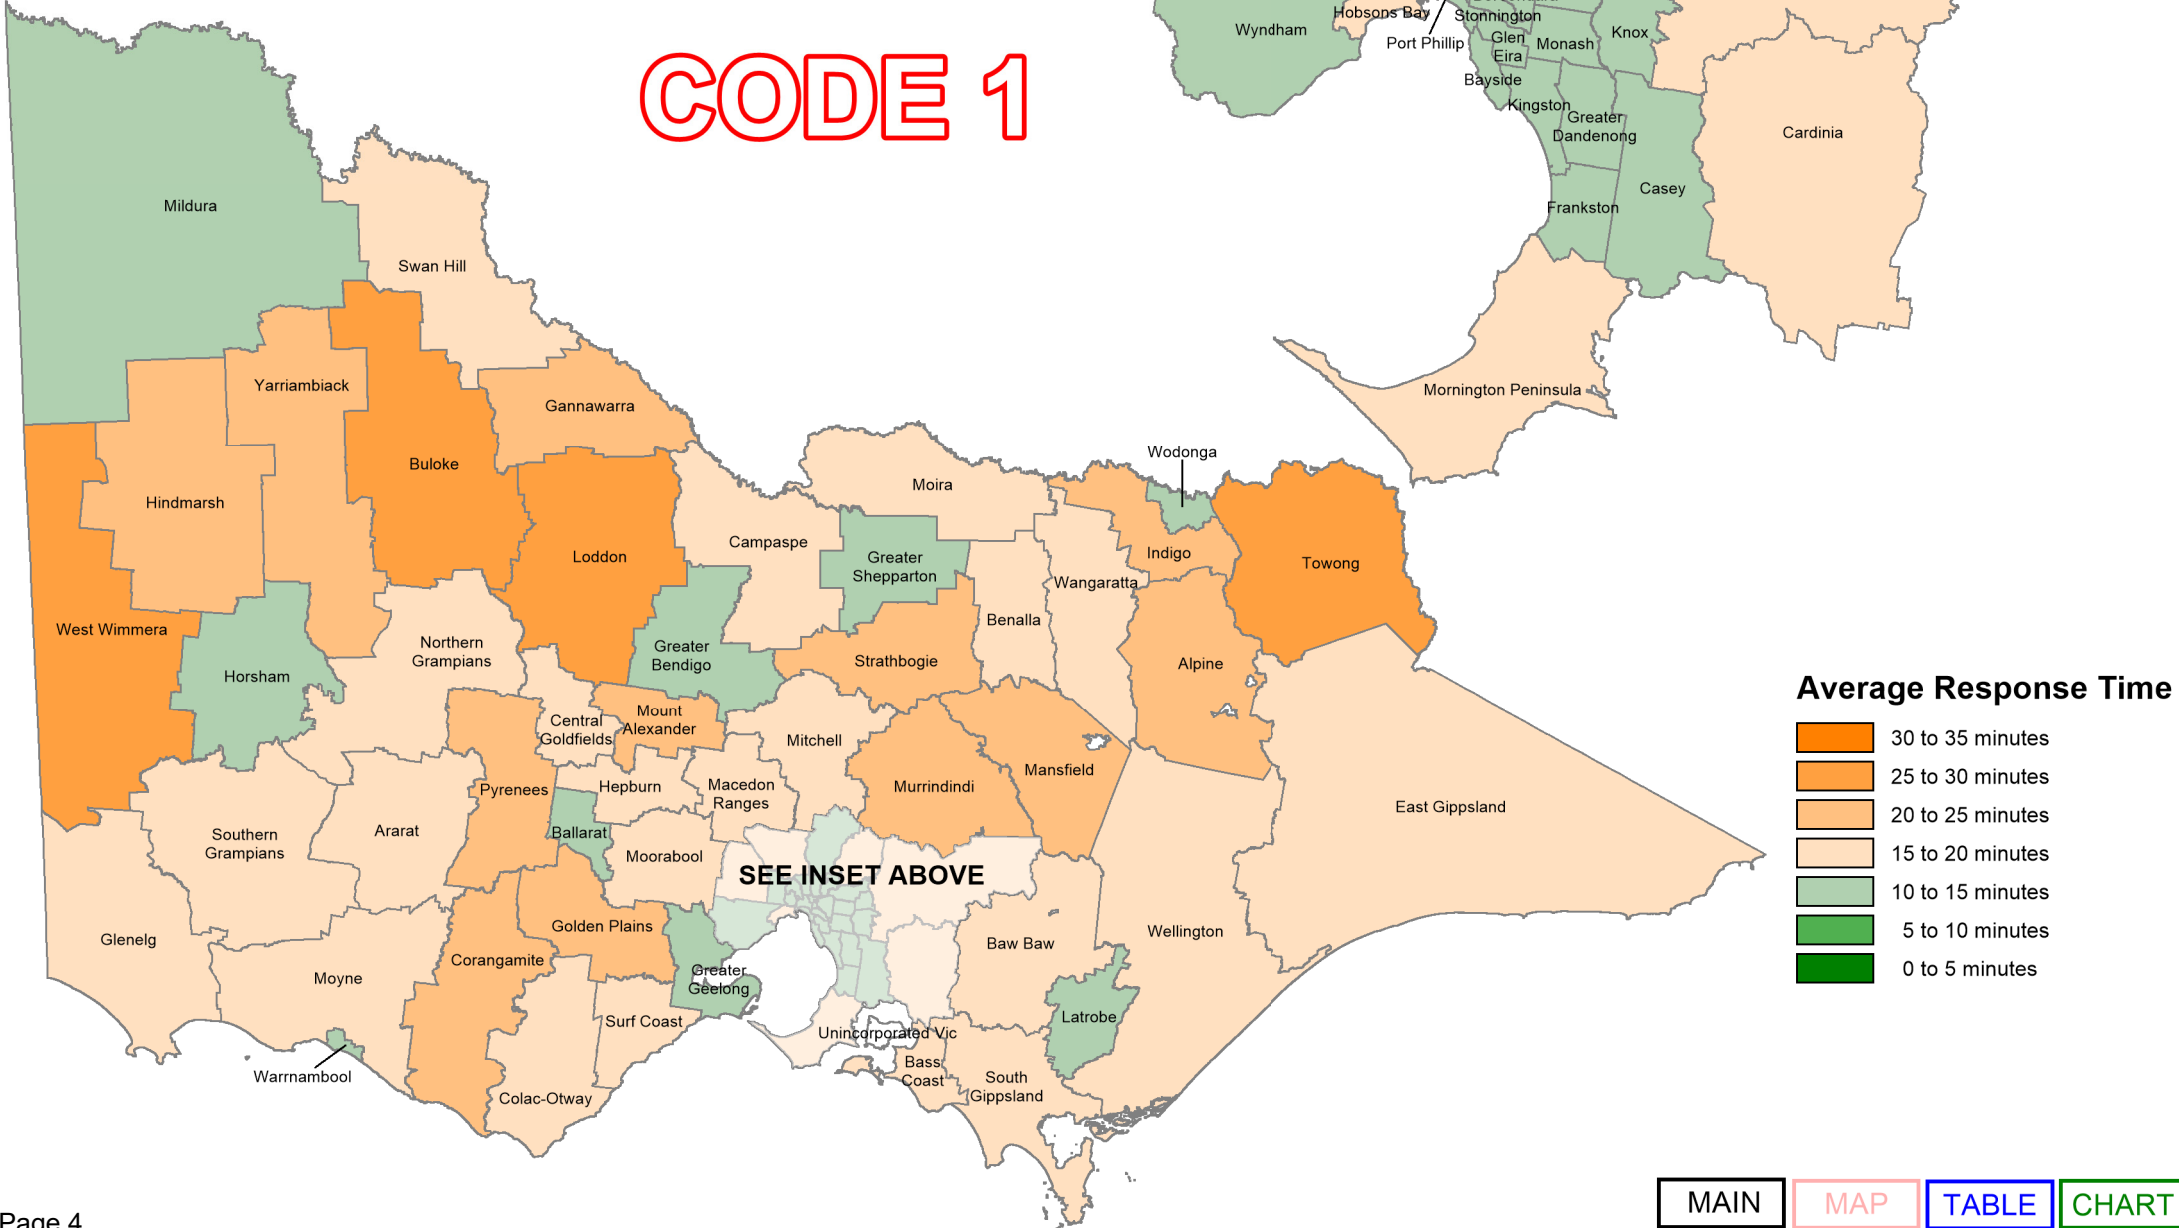 Hobsons Bay
Stonnington
Wyndham
Port Phillip
Glen
Eira
Monash
Knox
Bayside
CODE 1
Kingston
Greater
Dandenong
Cardinia
Casey
Mildura
Frankston
Swan Hill
Yarriambiack
Gannawarra
Mornington Peninsula
Wodonga
Buloke
Moira
Hindmarsh
Campaspe
Loddon
Greater
Shepparton
Indigo
Towong
Wangaratta
Benalla
West Wimmera
Northern
Grampians
Greater
Bendigo
Strathbogie
Alpine
Horsham
Average Response Time
Mount
Alexander
Central
Goldfields
Mitchell
30 to 35 minutes
Mansfield
25 to 30 minutes
Pyrenees
Hepburn
Macedon
Ranges
Murrindindi
East Gippsland
20 to 25 minutes
Southern
Grampians
Ararat
Ballarat
Moorabool
15 to 20 minutes
SEE INSET ABOVE
10 to 15 minutes
Golden Plains
Wellington
5 to 10 minutes
Glenelg
Baw Baw
Corangamite
0 to 5 minutes
Moyne
Greater
Geelong
Surf Coast
Latrobe
Unincorporated Vic
Warrnambool
Bass
Coast
South
Gippsland
Colac-Otway
MAIN
MAP
TABLE
CHART
Page 4